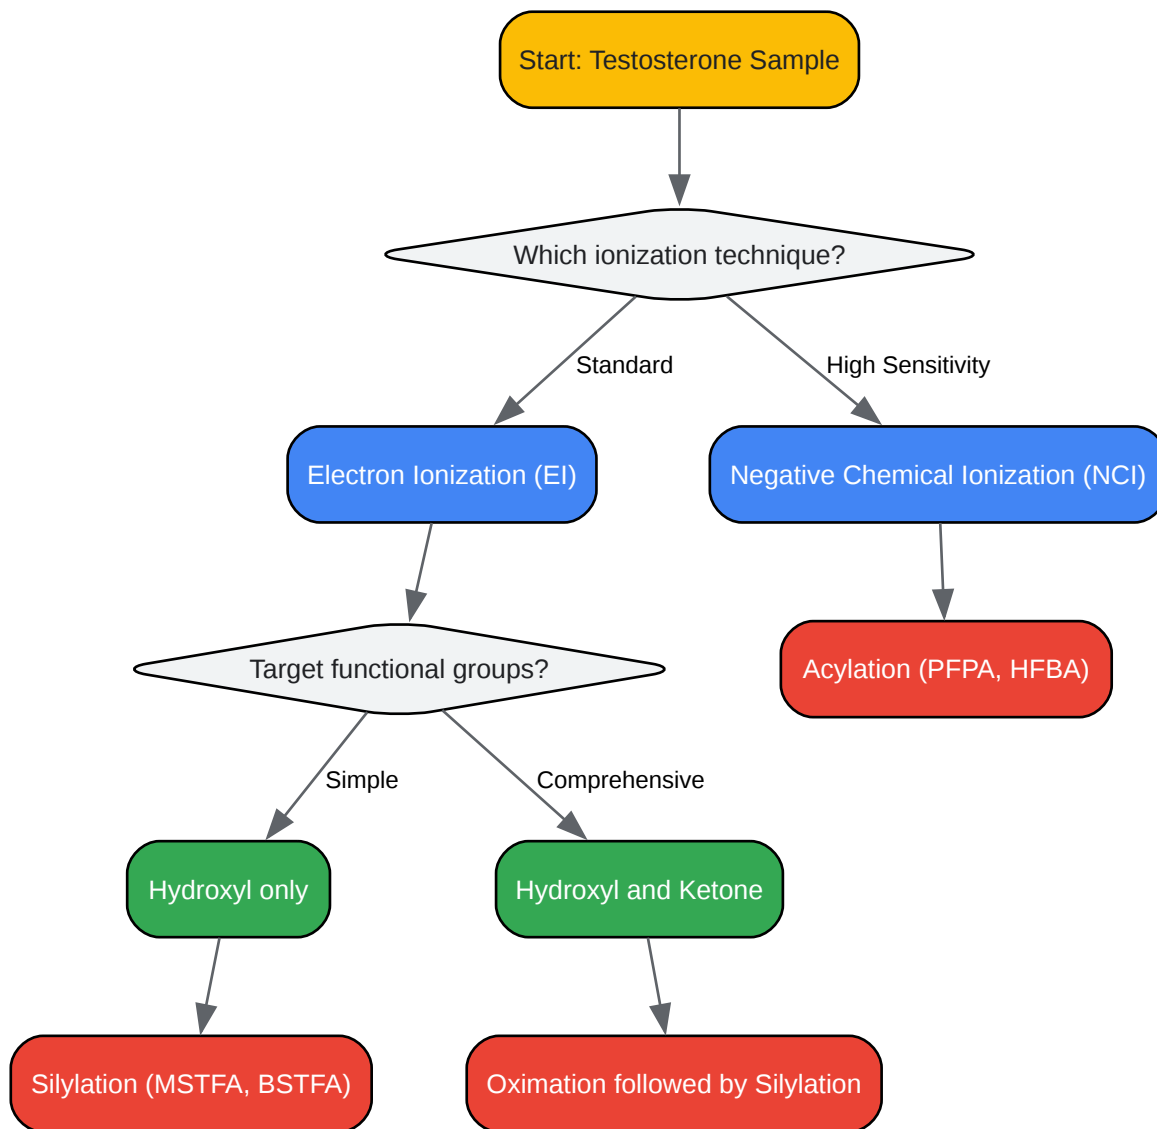 Start: Testosterone Sample
Which ionization technique?
Standard
High Sensitivity
Electron Ionization (EI)
Negative Chemical Ionization (NCI)
Target functional groups?
Acylation (PFPA, HFBA)
Simple
Comprehensive
Hydroxyl only
Hydroxyl and Ketone
Silylation (MSTFA, BSTFA)
Oximation followed by Silylation